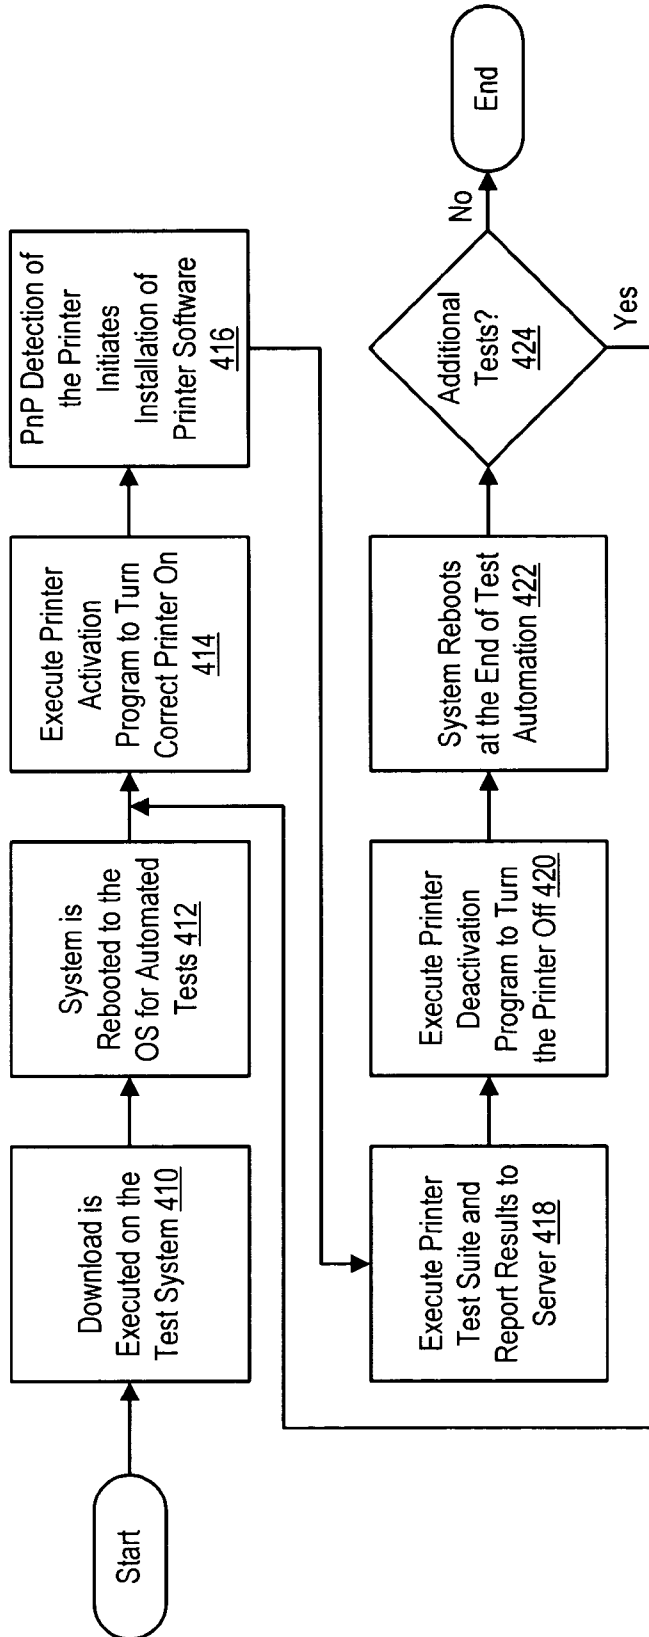 Start
Download is
Executed on the
Test System 410
System is
Rebooted to the
OS for Automated
Tests 412
Execute Printer
Activation
Program to Turn
Correct Printer On
414
PnP Detection of
the Printer
Initiates
Installation of
Printer Software
416
Execute Printer
Test Suite and
Report Results to
Server 418
Execute Printer
Deactivation
Program to Turn
the Printer Off 420
System Reboots
at the End of Test
Automation 422
Additional
Tests?
424
No
End
Yes